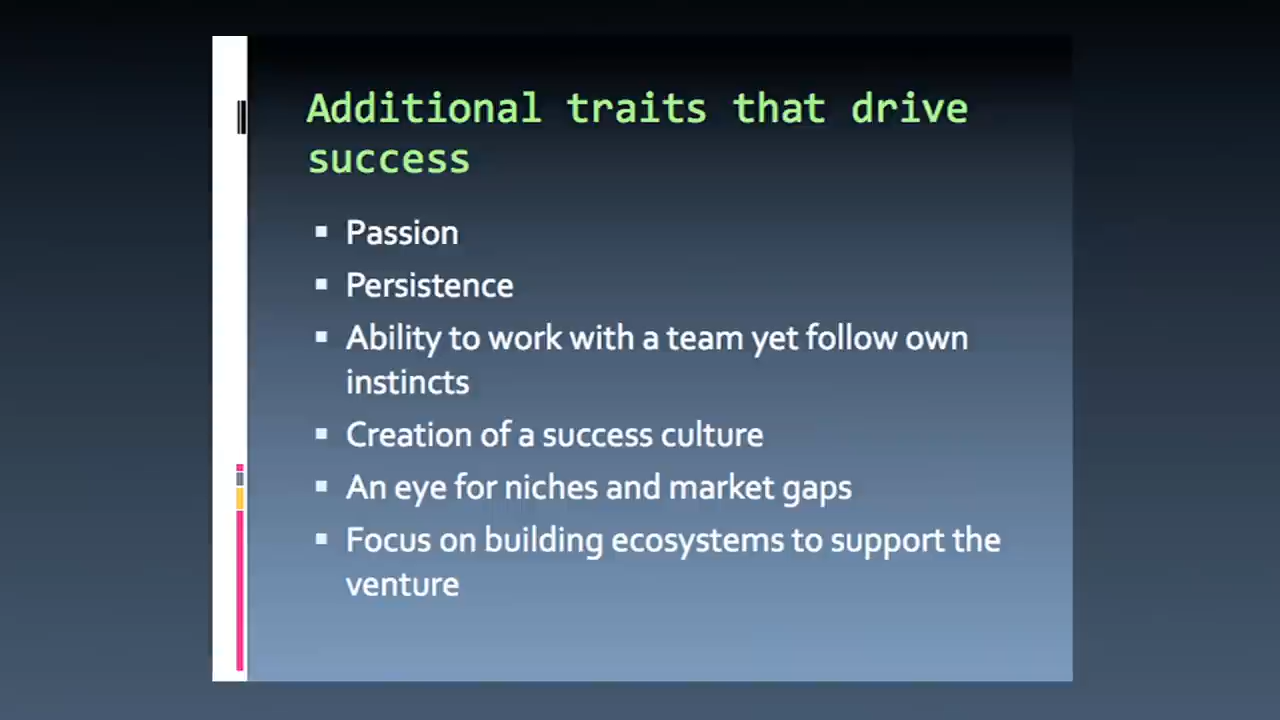 Additional traits that drive
success
▪ Passion
▪ Persistence
▪ Ability to work with a team yet follow own
instincts
▪ Creation of a success culture
▪ An eye for niches and market gaps
▪ Focus on building ecosystems to support the
venture